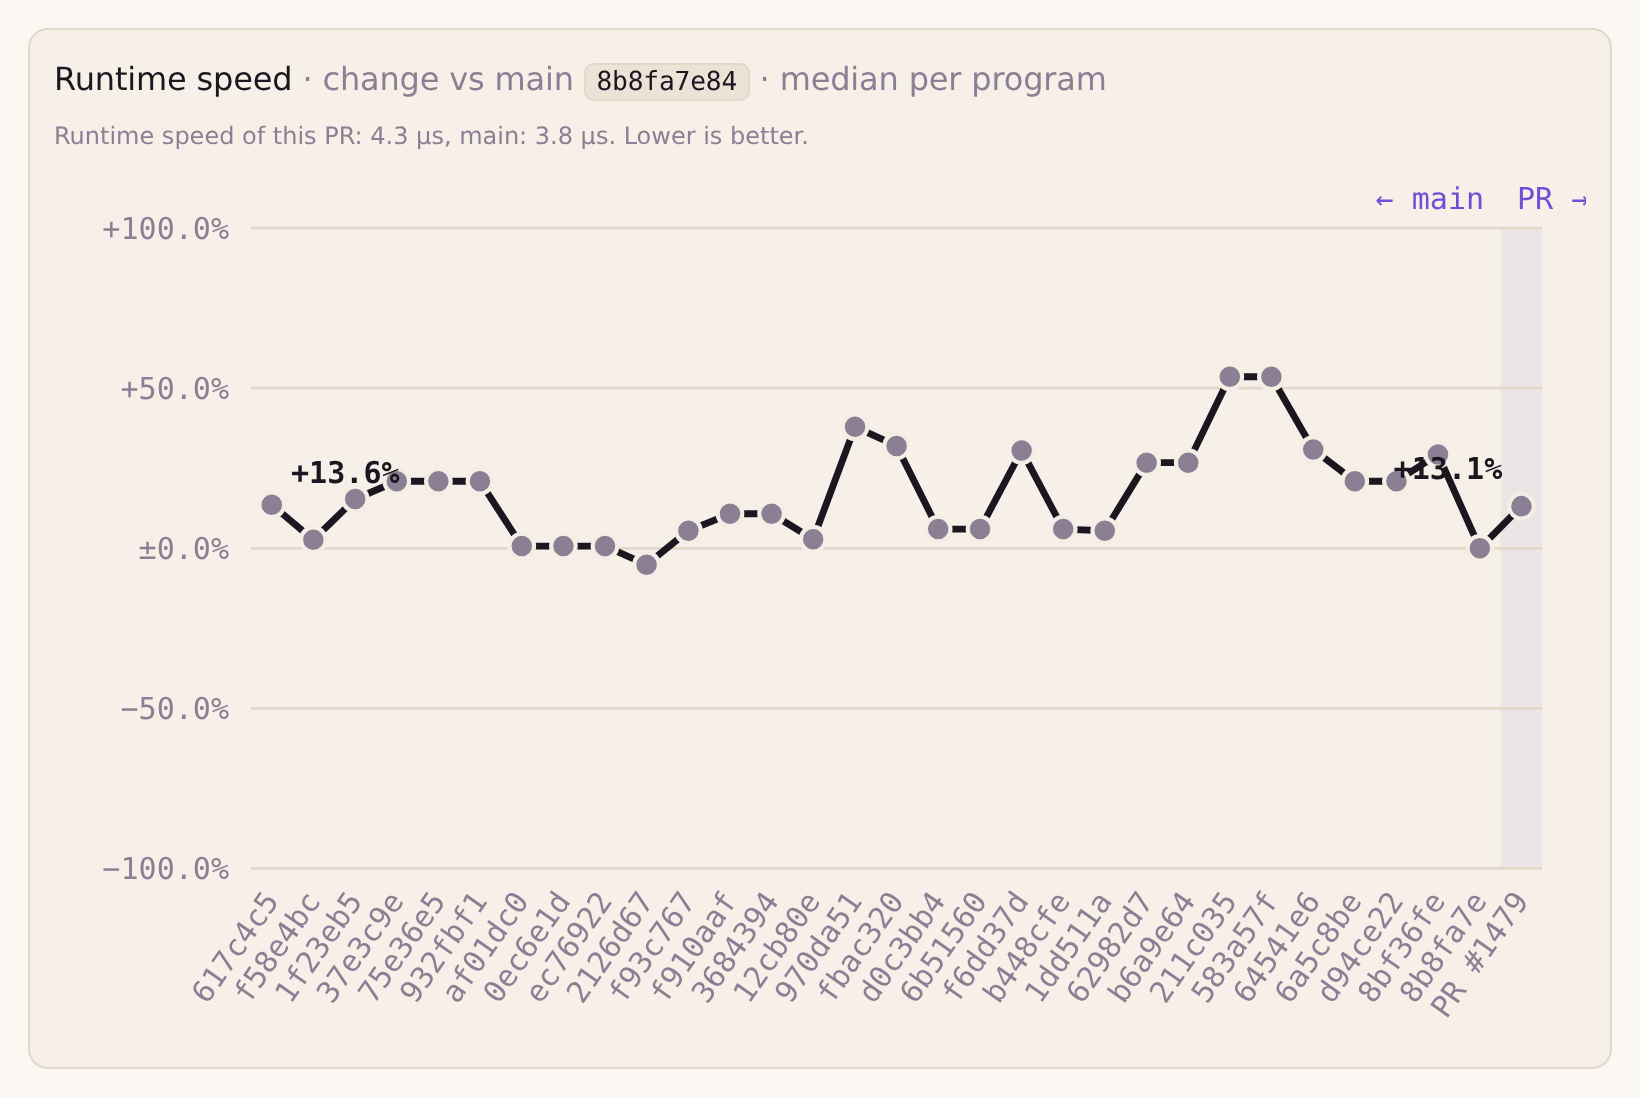 Runtime speed · change vs main 8b8fa7e84 · median per program
Runtime speed of this PR: 4.3 µs, main: 3.8 µs. Lower is better.
← main PR →
+100.0%
+50.0%
±0.0%
−50.0%
−100.0%
+13.6%
+13.1%
617c4c5
f58e4bc
1f23eb5
37e3c9e
75e36e5
932fbf1
af01dc0
0ec6e1d
ec76922
2126d67
f93c767
f910aaf
3684394
12cb80e
970da51
fbac320
d0c3bb4
6b51560
f6dd37d
b448cfe
1dd511a
62982d7
b6a9e64
211c035
583a57f
64541e6
6a5c8be
d94ce22
8bf36fe
8b8fa7e
PR #1479